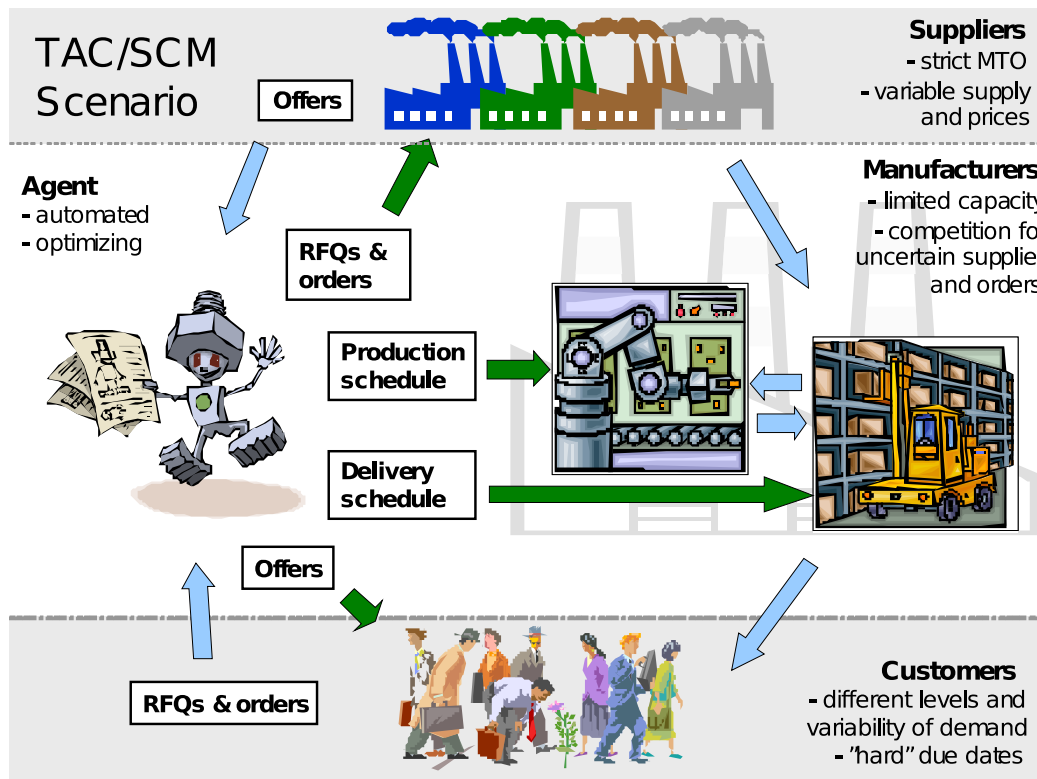 TAC/SCM
Scenario
Offers
Suppliers
- strict MTO
- variable supply
and prices
Agent
- automated
- optimizing
RFQs &
orders
Manufacturers
- limited capacity
- competition fo
uncertain supplie
and orders
Production
schedule
Delivery
schedule
Offers
RFQs & orders
Customers
- different levels and
variability of demand
- ”hard” due dates